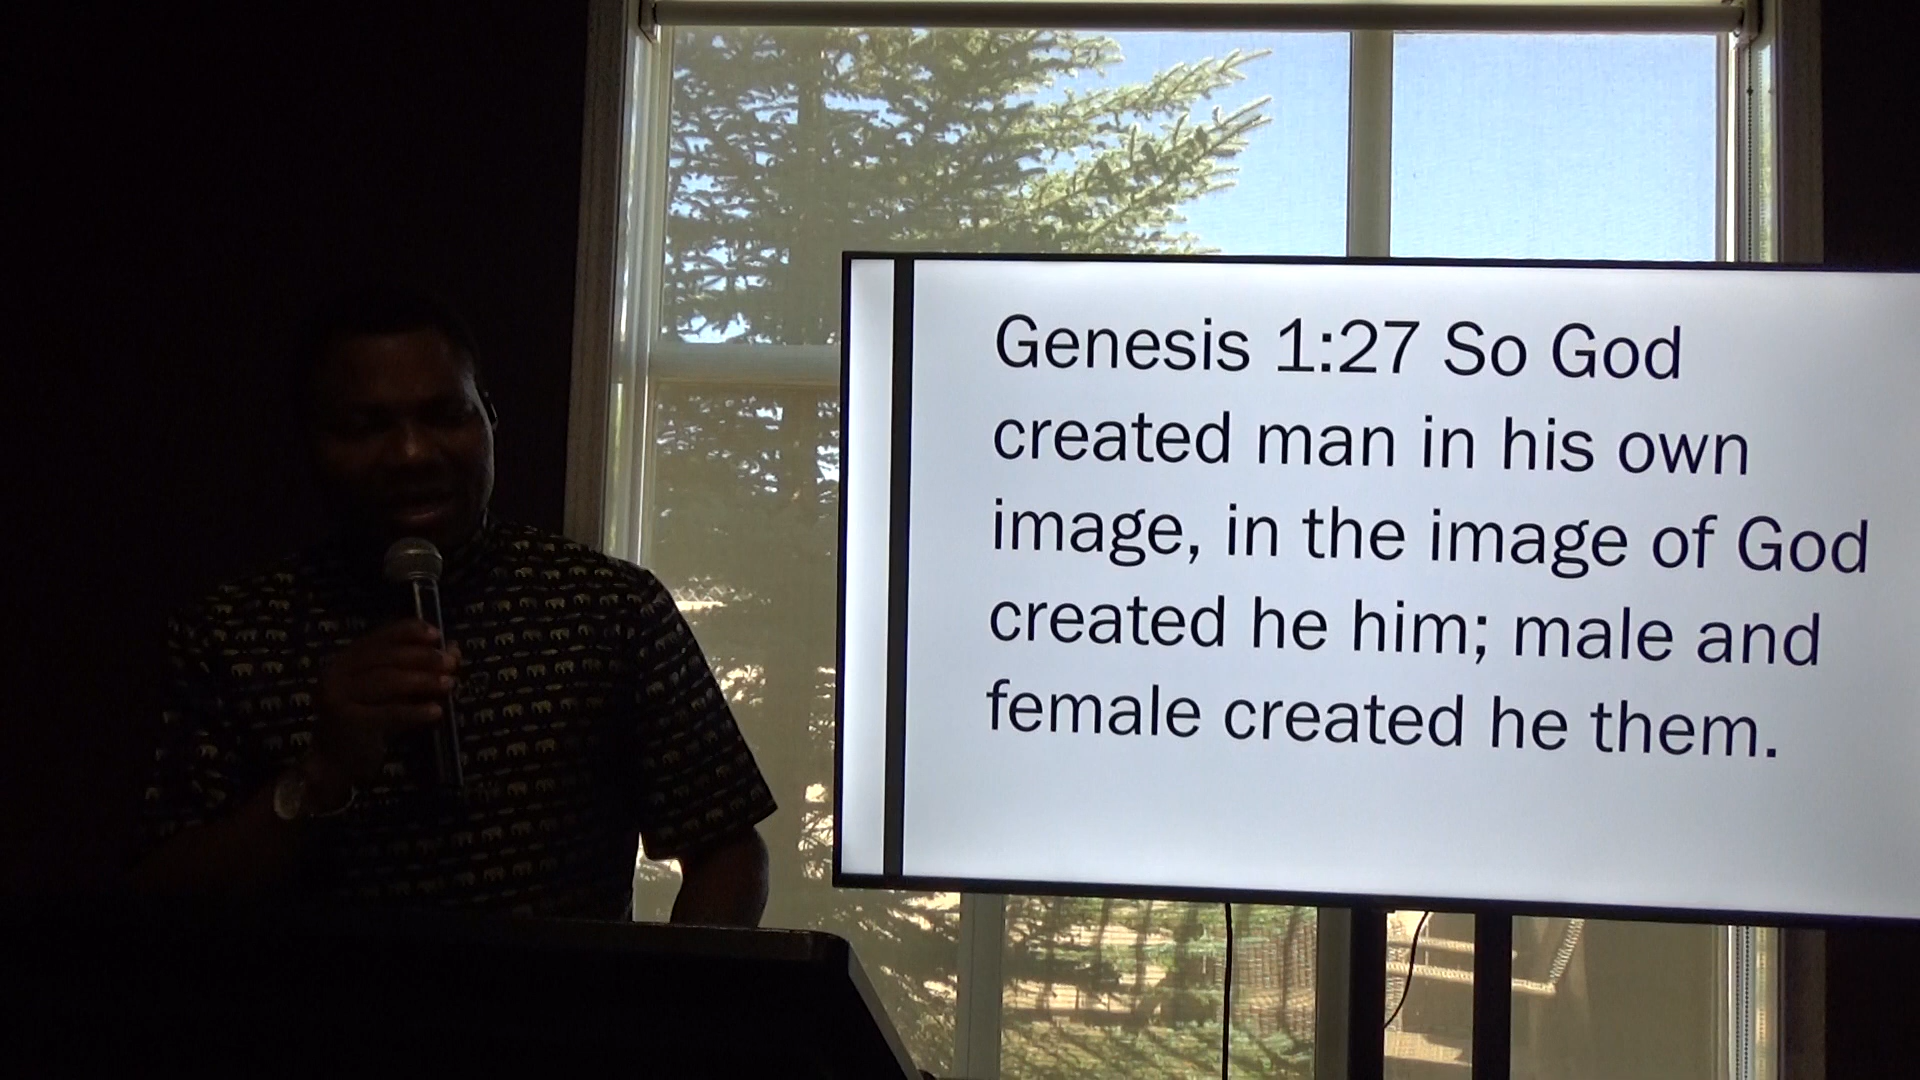 Genesis 1:27 So God
created man in his own
image, in the image of God
created he him; male and
female created he them.